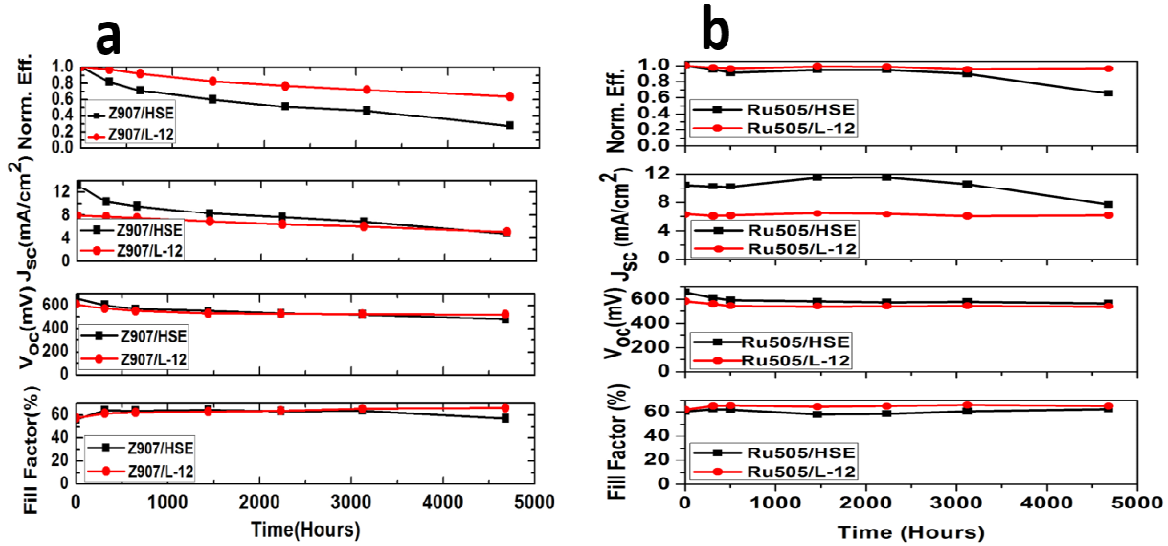 a
Norm. Eff.
1.0
0.8
0.6
0.4
0.2
0.0
Z907/HSE
Z907/L-12
0 1000 2000 3000 4000 5000
J_SC(mA/cm²)
12
8
4
0
Z907/HSE
Z907/L-12
V_OC(mV)
600
400
200
0
Z907/HSE
Z907/L-12
Fill Factor(%)
60
40
20
0
Z907/HSE
Z907/L-12
0 1000 2000 3000 4000 5000
Time(Hours)
b
Norm. Eff.
1.0
0.8
0.6
0.4
0.2
0.0
Ru505/HSE
Ru505/L-12
J_SC (mA/cm²
12
8
4
0
Ru505/HSE
Ru505/L-12
V_OC(mV)
600
400
200
0
Ru505/HSE
Ru505/L-12
Fill Factor (%)
60
40
20
0
Ru505/HSE
Ru505/L-12
0 1000 2000 3000 4000 5000
Time (Hours)